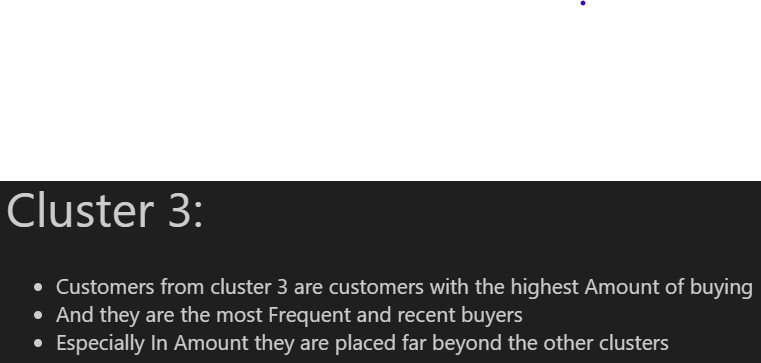 Cluster 3:
Customers from cluster 3 are customers with the highest Amount of buying
And they are the most Frequent and recent buyers
Especially In Amount they are placed far beyond the other clusters